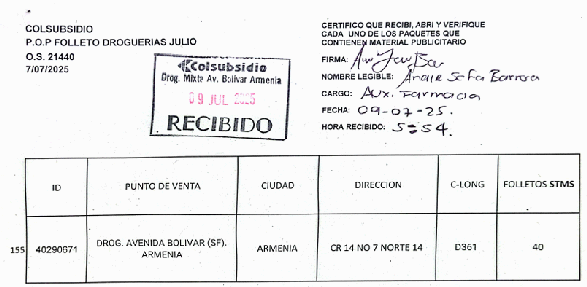 COLSUBSIDIO
P.O.P FOLLETO DROGUERIAS JULIO
O.S. 21440
7/07/2025
Colsubsidio
Drog. Mixta Av. Bolivar Armenia
09 JUL 2025
RECIBIDO
CERTIFICO QUE RECIBI, ABRI Y VERIFIQUE
CADA UNO DE LOS PAQUETES QUE
CONTIENEN MATERIAL PUBLICITARIO
FIRMA:
NOMBRE LEGIBLE: Sofia Barrera
CARGO: Aux. Farmacia
FECHA: 09-07-25.
HORA RECIBIDO: 5:54.
ID PUNTO DE VENTA CIUDAD DIRECCION C-LONG FOLLETOS STMS
155 40290671 DROG. AVENIDA BOLIVAR (SF). ARMENIA CR 14 NO 7 NORTE 14 D361 40
ARMENIA